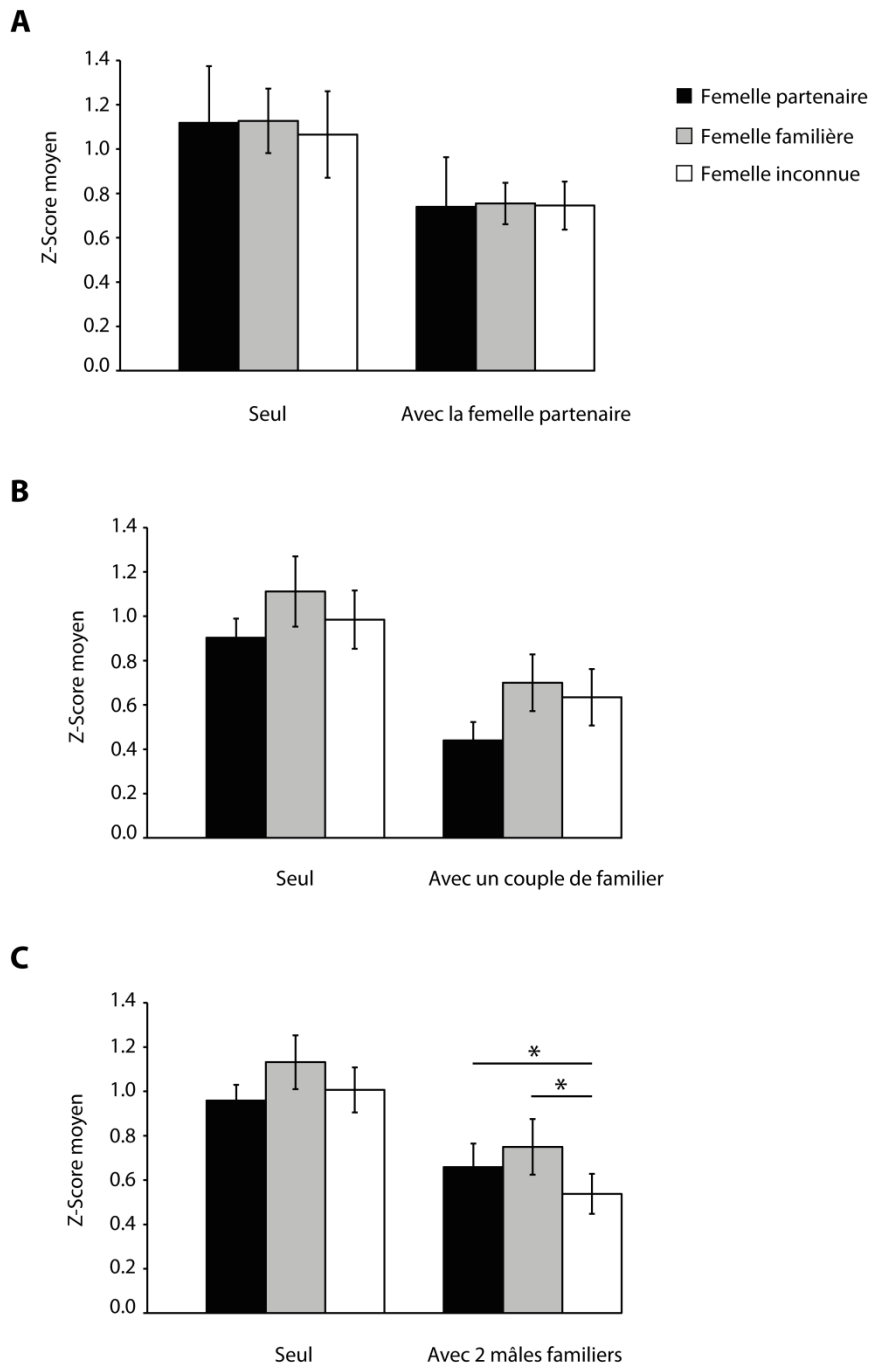 A
1.4
1.2
1.0
0.8
0.6
0.4
0.2
0.0
Z-Score moyen
Femelle partenaire
Femelle familière
Femelle inconnue
Seul Avec la femelle partenaire
B
1.4
1.2
1.0
0.8
0.6
0.4
0.2
0.0
Z-Score moyen
Seul Avec un couple de familier
C
1.4
1.2
1.0
0.8
0.6
0.4
0.2
0.0
Z-Score moyen
*
*
Seul Avec 2 mâles familiers